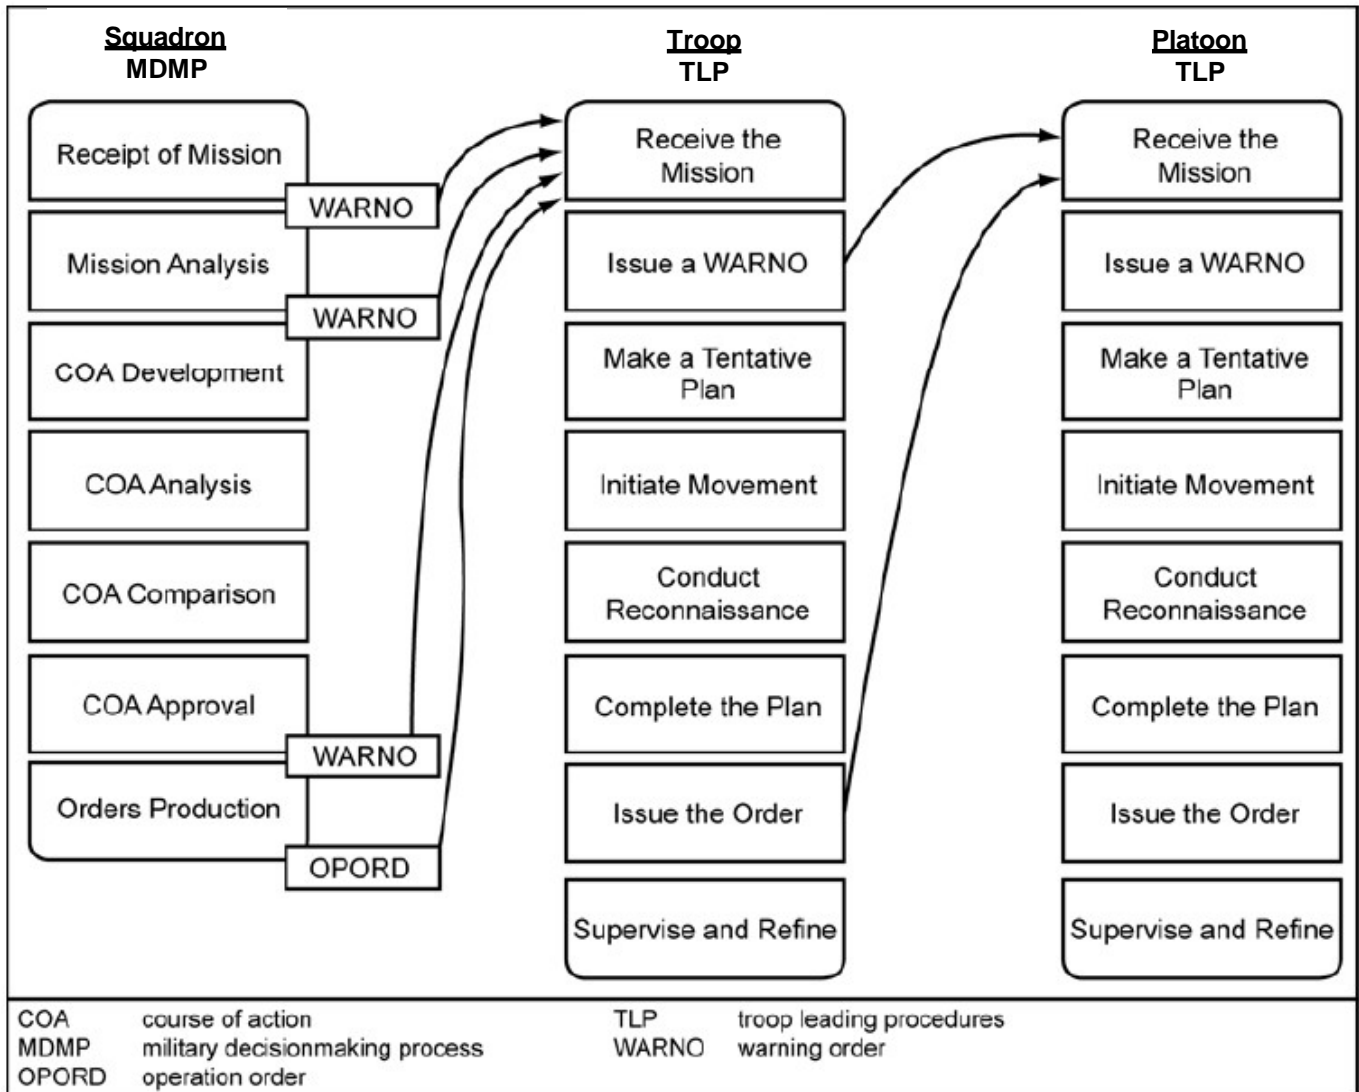 Squadron
MDMP
Receipt of Mission
WARNO
Mission Analysis
WARNO
COA Development
COA Analysis
COA Comparison
COA Approval
WARNO
Orders Production
OPORD
Troop
TLP
Receive the
Mission
Issue a WARNO
Make a Tentative
Plan
Initiate Movement
Conduct
Reconnaissance
Complete the Plan
Issue the Order
Supervise and Refine
Platoon
TLP
Receive the
Mission
Issue a WARNO
Make a Tentative
Plan
Initiate Movement
Conduct
Reconnaissance
Complete the Plan
Issue the Order
Supervise and Refine
COA course of action
MDMP military decisionmaking process
OPORD operation order
TLP troop leading procedures
WARNO warning order